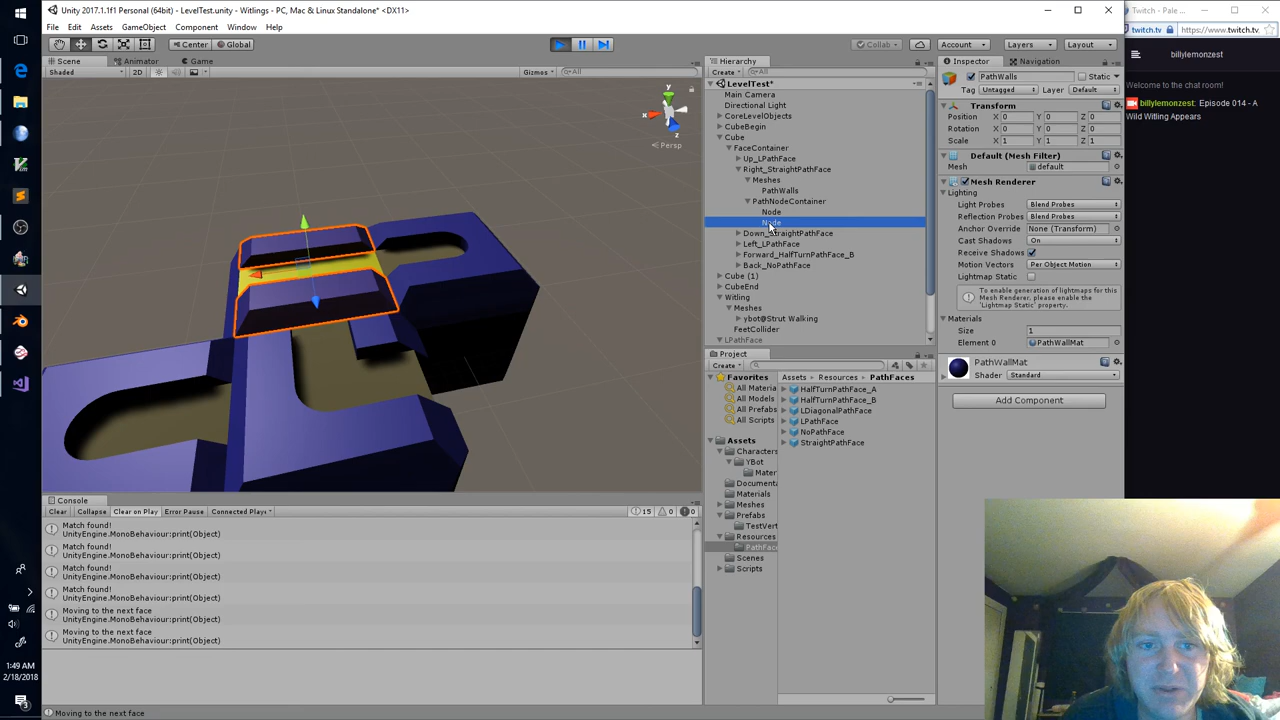 Unity 2017.1.1f1 Personal (64bit) - LevelTest.unity - Witlings - PC, Mac & Linux Standalone* <DX11>
Twitch - Pale
File Edit Assets GameObject Component Window Help
twitch.tv https://www.twitch.tv
Center Global
Collab Account Layers Layout
billylemonzest
Scene Animator Game
Shaded 2D Gizmos All
Hierarchy
Create All
LevelTest*
Main Camera
Directional Light
CoreLevelObjects
CubeBegin
Cube
FaceContainer
Up_LPathFace
Right_StraightPathFace
Meshes
PathWalls
PathNodeContainer
Node
Node
Down_StraightPathFace
Left_LPathFace
Forward_HalfTurnPathFace_B
Back_NoPathFace
Cube (1)
CubeEnd
Witling
Meshes
ybot@Strut Walking
FeetCollider
LPathFace
y
x
z
Persp
Inspector Navigation
PathWalls Static
Tag Untagged Layer Default
Transform
Position X 0 Y 0 Z 0
Rotation X 0 Y 0 Z 0
Scale X 1 Y 1 Z 1
Default (Mesh Filter)
Mesh default
Mesh Renderer
Lighting
Light Probes Blend Probes
Reflection Probes Blend Probes
Anchor Override None (Transform)
Cast Shadows On
Receive Shadows
Motion Vectors Per Object Motion
Lightmap Static
To enable generation of lightmaps for this Mesh Renderer, please enable the 'Lightmap Static' property.
Materials
Size 1
Element 0 PathWallMat
PathWallMat
Shader Standard
Add Component
Welcome to the chat room!
billylemonzest: Episode 014 - A
Wild Witling Appears
Project
Create
Favorites
All Materia
All Models
All Prefabs
All Scripts
Assets
Characters
YBot
Mater
Documenta
Materials
Meshes
Prefabs
TestVert
Resources
PathFac
Scenes
Scripts
Assets Resources PathFaces
HalfTurnPathFace_A
HalfTurnPathFace_B
LDiagonalPathFace
LPathFace
NoPathFace
StraightPathFace
Console
Clear Collapse Clear on Play Error Pause Connected Player
15 0 0
Match found!
UnityEngine.MonoBehaviour:print(Object)
Match found!
UnityEngine.MonoBehaviour:print(Object)
Match found!
UnityEngine.MonoBehaviour:print(Object)
Match found!
UnityEngine.MonoBehaviour:print(Object)
Moving to the next face
UnityEngine.MonoBehaviour:print(Object)
Moving to the next face
UnityEngine.MonoBehaviour:print(Object)
Moving to the next face
1:49 AM
2/18/2018